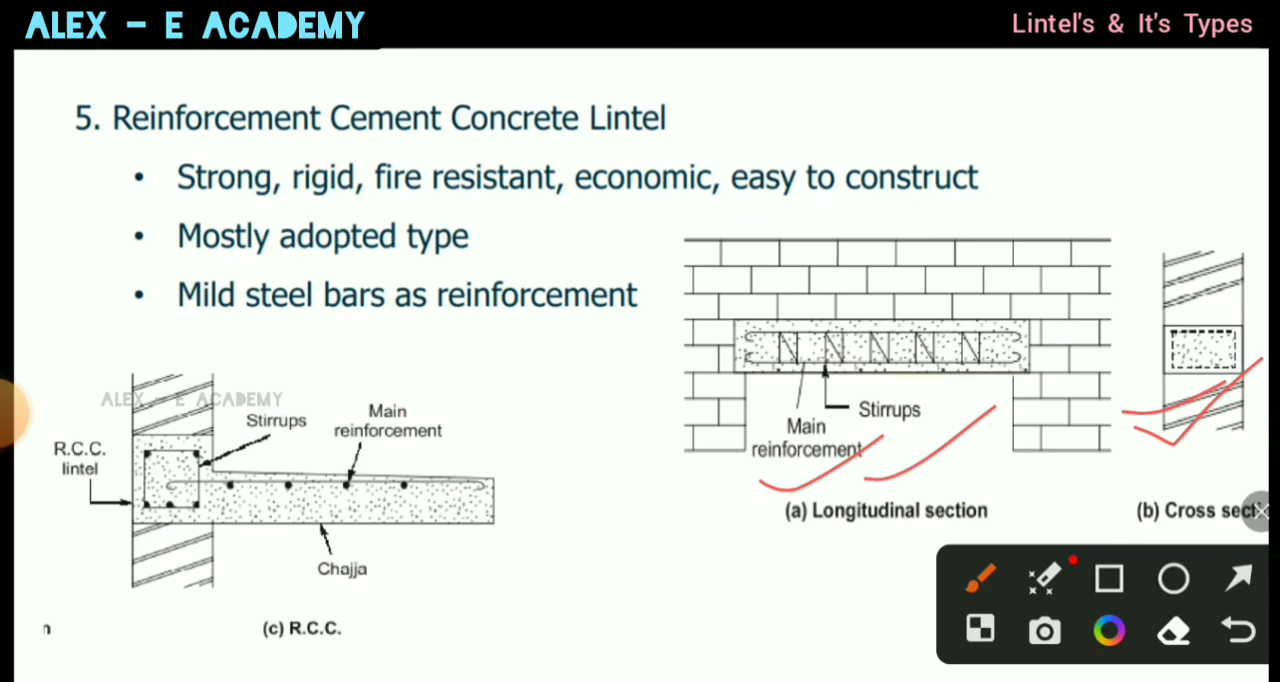 ALEX - E ACADEMY
Lintel's & It's Types
5. Reinforcement Cement Concrete Lintel
• Strong, rigid, fire resistant, economic, easy to construct
• Mostly adopted type
• Mild steel bars as reinforcement
ALEX - E ACADEMY
Stirrups
Main
reinforcement
R.C.C.
lintel
Chajja
(c) R.C.C.
n
Stirrups
Main
reinforcement
(a) Longitudinal section
(b) Cross sect